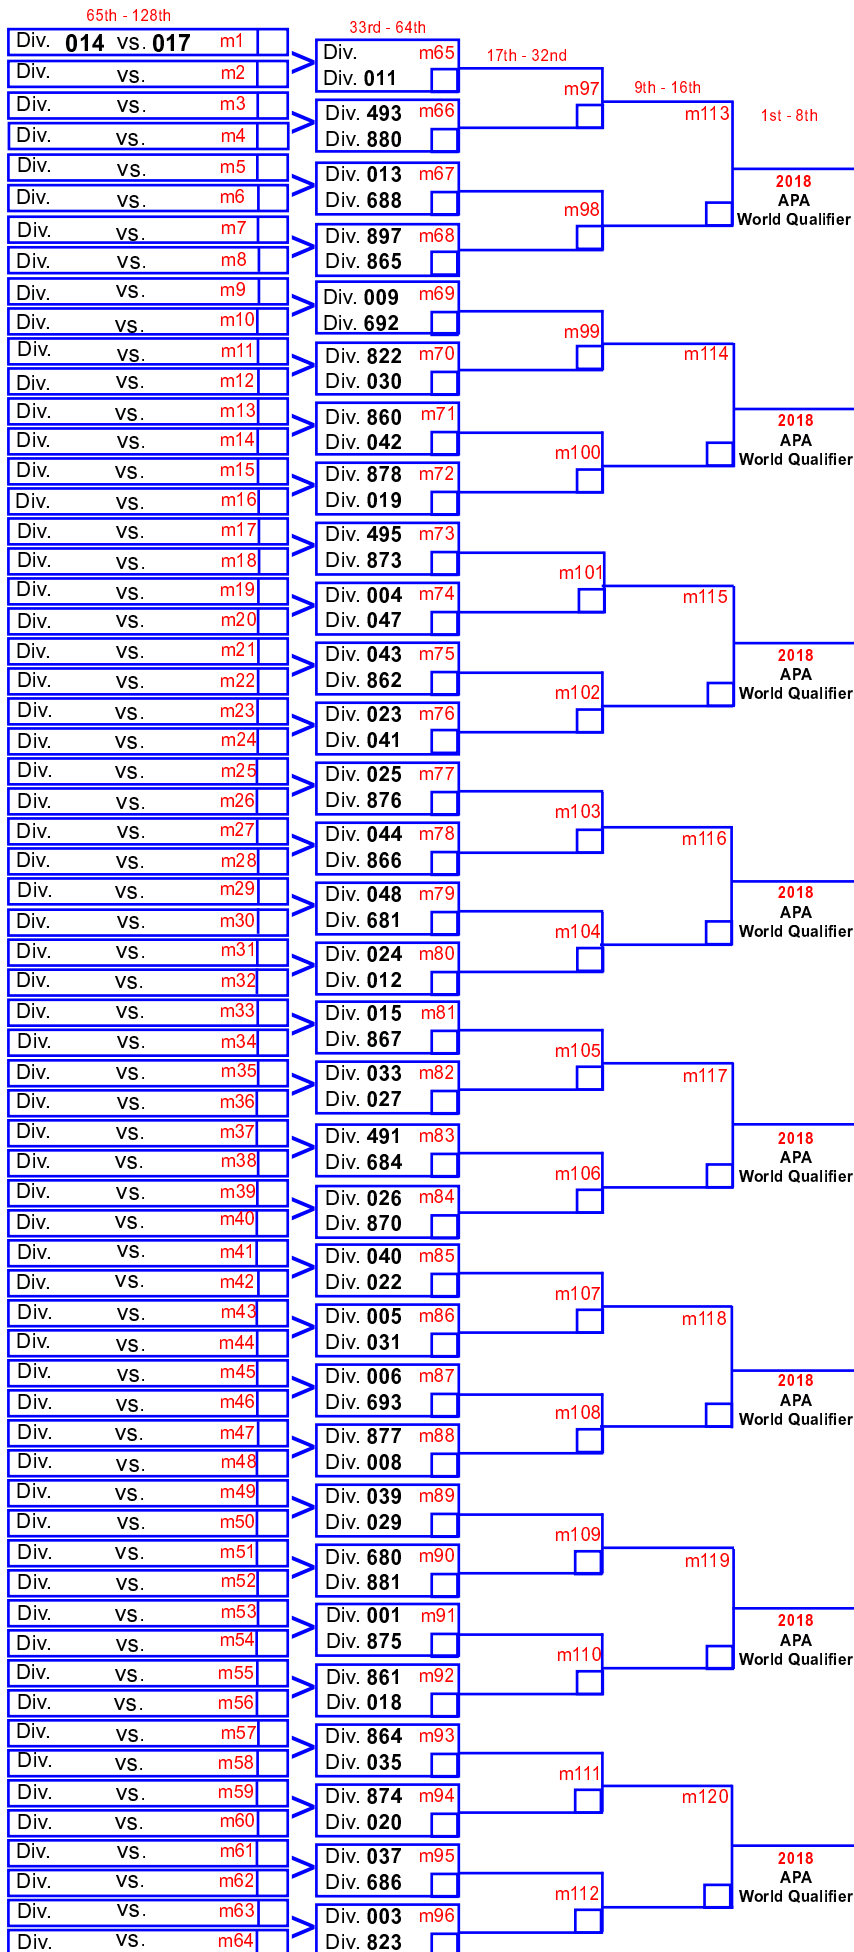 65th - 128th
33rd - 64th
17th - 32nd
9th - 16th
1st - 8th
Div. 014 vs. 017 m1
Div. vs. m2
Div. vs. m3
Div. vs. m4
Div. vs. m5
Div. vs. m6
Div. vs. m7
Div. vs. m8
Div. vs. m9
Div. vs. m10
Div. vs. m11
Div. vs. m12
Div. vs. m13
Div. vs. m14
Div. vs. m15
Div. vs. m16
Div. vs. m17
Div. vs. m18
Div. vs. m19
Div. vs. m20
Div. vs. m21
Div. vs. m22
Div. vs. m23
Div. vs. m24
Div. vs. m25
Div. vs. m26
Div. vs. m27
Div. vs. m28
Div. vs. m29
Div. vs. m30
Div. vs. m31
Div. vs. m32
Div. vs. m33
Div. vs. m34
Div. vs. m35
Div. vs. m36
Div. vs. m37
Div. vs. m38
Div. vs. m39
Div. vs. m40
Div. vs. m41
Div. vs. m42
Div. vs. m43
Div. vs. m44
Div. vs. m45
Div. vs. m46
Div. vs. m47
Div. vs. m48
Div. vs. m49
Div. vs. m50
Div. vs. m51
Div. vs. m52
Div. vs. m53
Div. vs. m54
Div. vs. m55
Div. vs. m56
Div. vs. m57
Div. vs. m58
Div. vs. m59
Div. vs. m60
Div. vs. m61
Div. vs. m62
Div. vs. m63
Div. vs. m64
Div. m65
Div. 011
Div. 493 m66
Div. 880
Div. 013 m67
Div. 688
Div. 897 m68
Div. 865
Div. 009 m69
Div. 692
Div. 822 m70
Div. 030
Div. 860 m71
Div. 042
Div. 878 m72
Div. 019
Div. 495 m73
Div. 873
Div. 004 m74
Div. 047
Div. 043 m75
Div. 862
Div. 023 m76
Div. 041
Div. 025 m77
Div. 876
Div. 044 m78
Div. 866
Div. 048 m79
Div. 681
Div. 024 m80
Div. 012
Div. 015 m81
Div. 867
Div. 033 m82
Div. 027
Div. 491 m83
Div. 684
Div. 026 m84
Div. 870
Div. 040 m85
Div. 022
Div. 005 m86
Div. 031
Div. 006 m87
Div. 693
Div. 877 m88
Div. 008
Div. 039 m89
Div. 029
Div. 680 m90
Div. 881
Div. 001 m91
Div. 875
Div. 861 m92
Div. 018
Div. 864 m93
Div. 035
Div. 874 m94
Div. 020
Div. 037 m95
Div. 686
Div. 003 m96
Div. 823
m97
m98
m99
m100
m101
m102
m103
m104
m105
m106
m107
m108
m109
m110
m111
m112
m113
m114
m115
m116
m117
m118
m119
m120
2018
APA
World Qualifier
2018
APA
World Qualifier
2018
APA
World Qualifier
2018
APA
World Qualifier
2018
APA
World Qualifier
2018
APA
World Qualifier
2018
APA
World Qualifier
2018
APA
World Qualifier